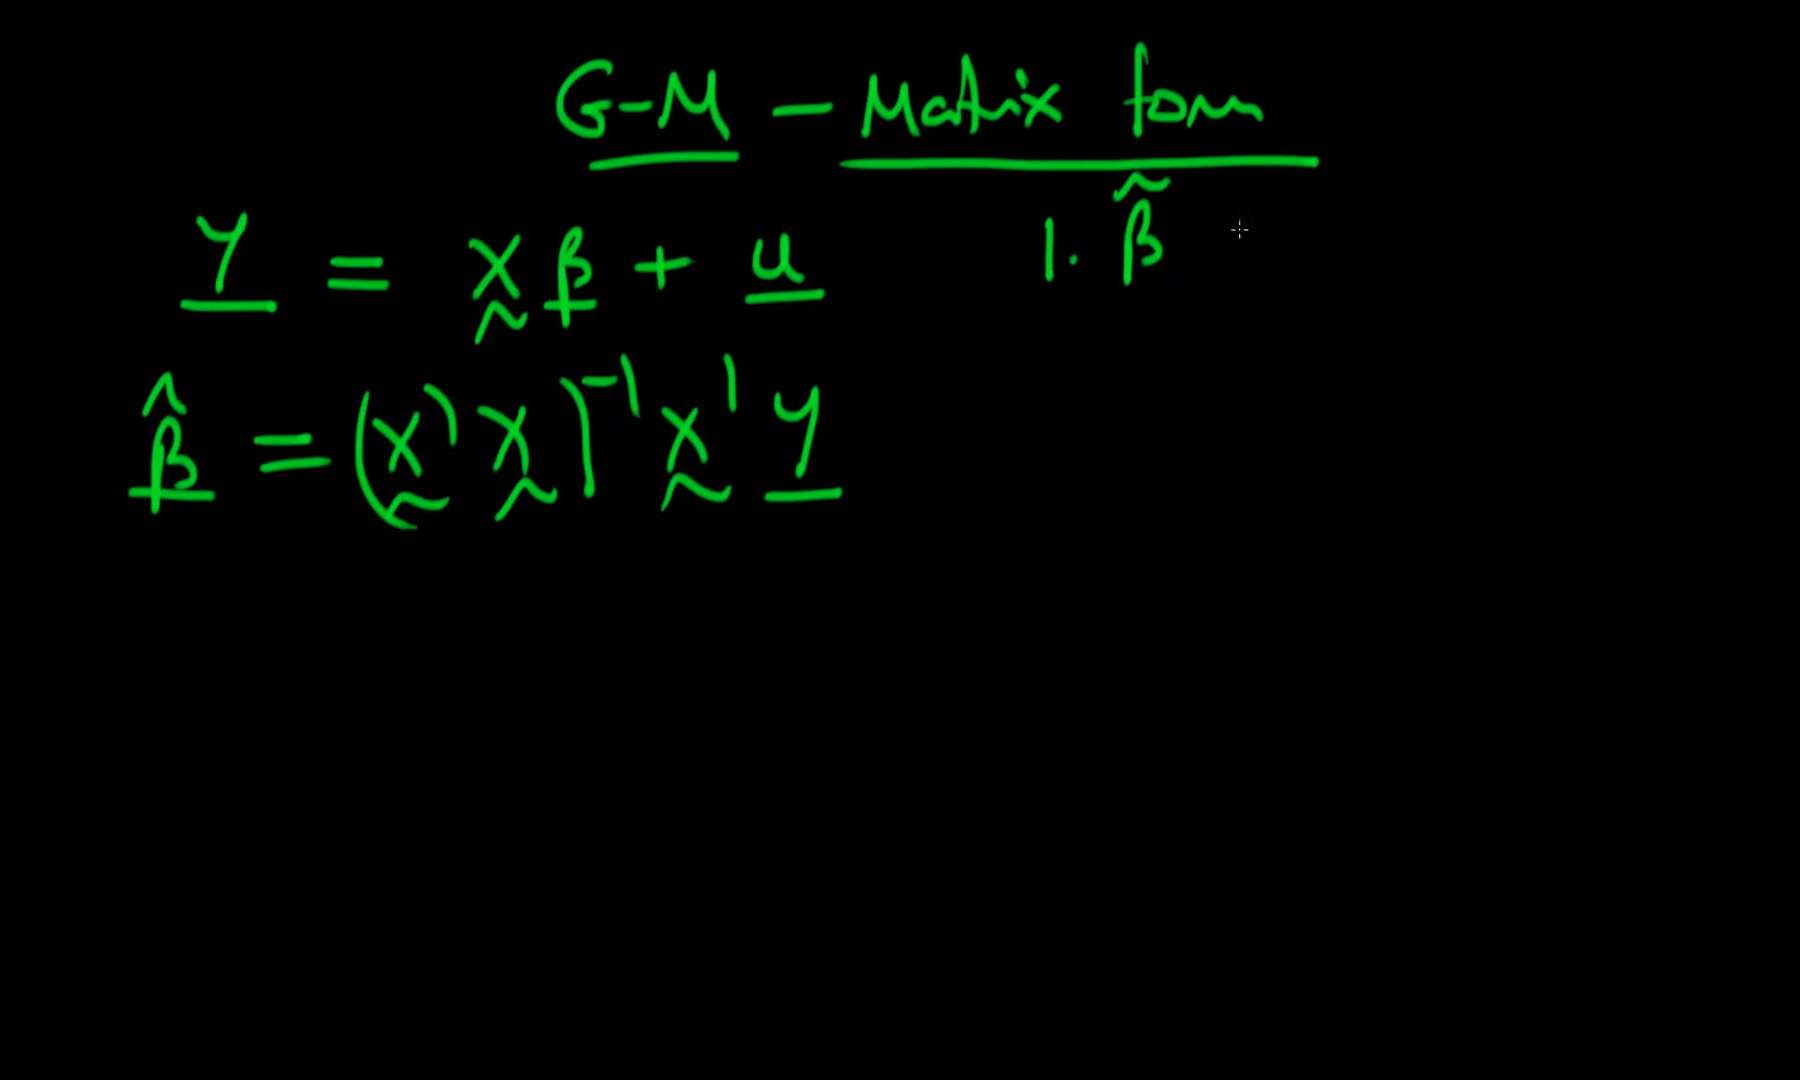 G-M - Matrix form
Y = Xβ + u
1. β̃
β̂ = (X'X)⁻¹X'Y